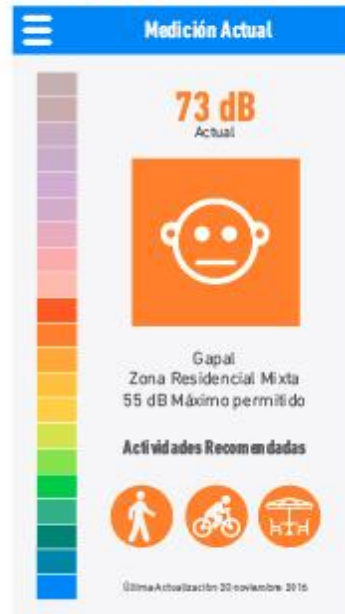 Medición Actual
73 dB
Actual
Gapal
Zona Residencial Mixta
55 dB Máximo permitido
Actividades Recomendadas
Última Actualización 20 noviembre 2016